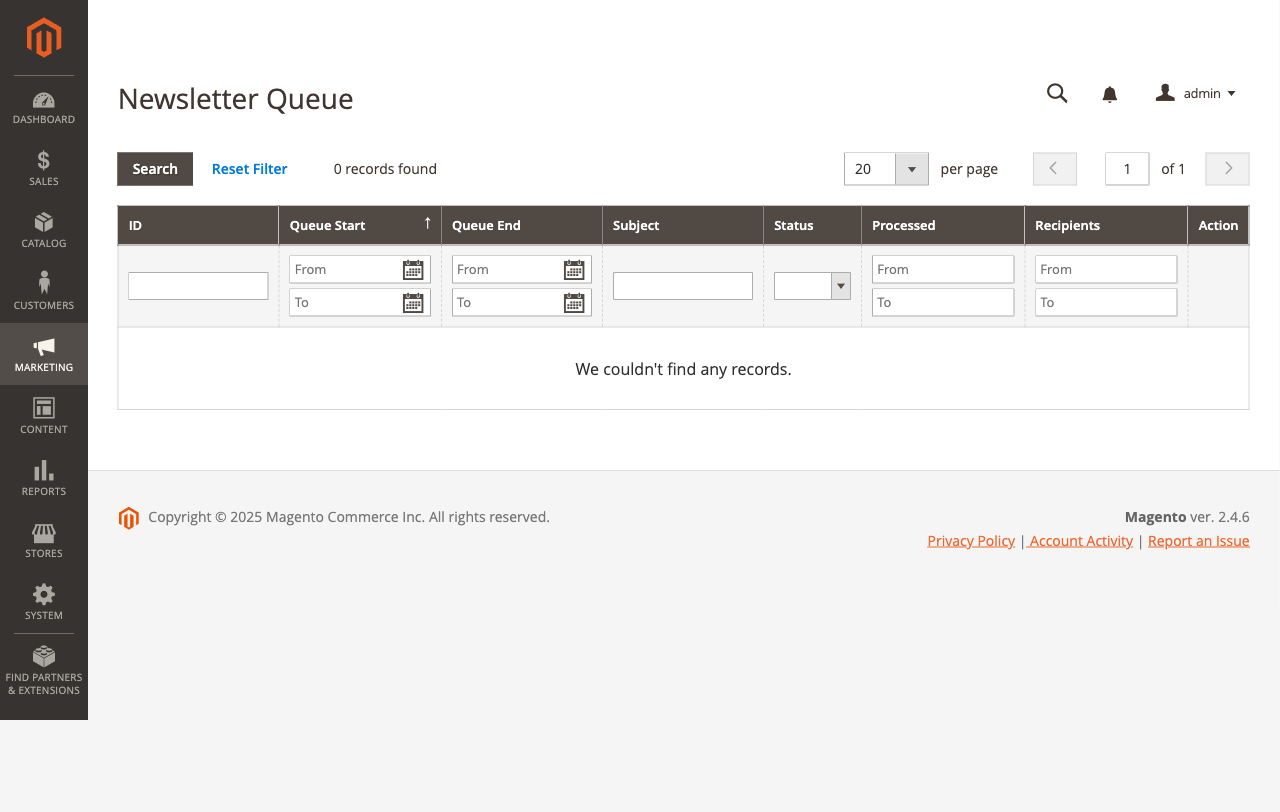 DASHBOARD
SALES
CATALOG
CUSTOMERS
MARKETING
CONTENT
REPORTS
STORES
SYSTEM
FIND PARTNERS
& EXTENSIONS
Newsletter Queue
admin
Search Reset Filter 0 records found 20 per page 1 of 1
ID Queue Start ↑ Queue End Subject Status Processed Recipients Action
From From From From
To To To To
We couldn't find any records.
Copyright © 2025 Magento Commerce Inc. All rights reserved.
Magento ver. 2.4.6
Privacy Policy | Account Activity | Report an Issue